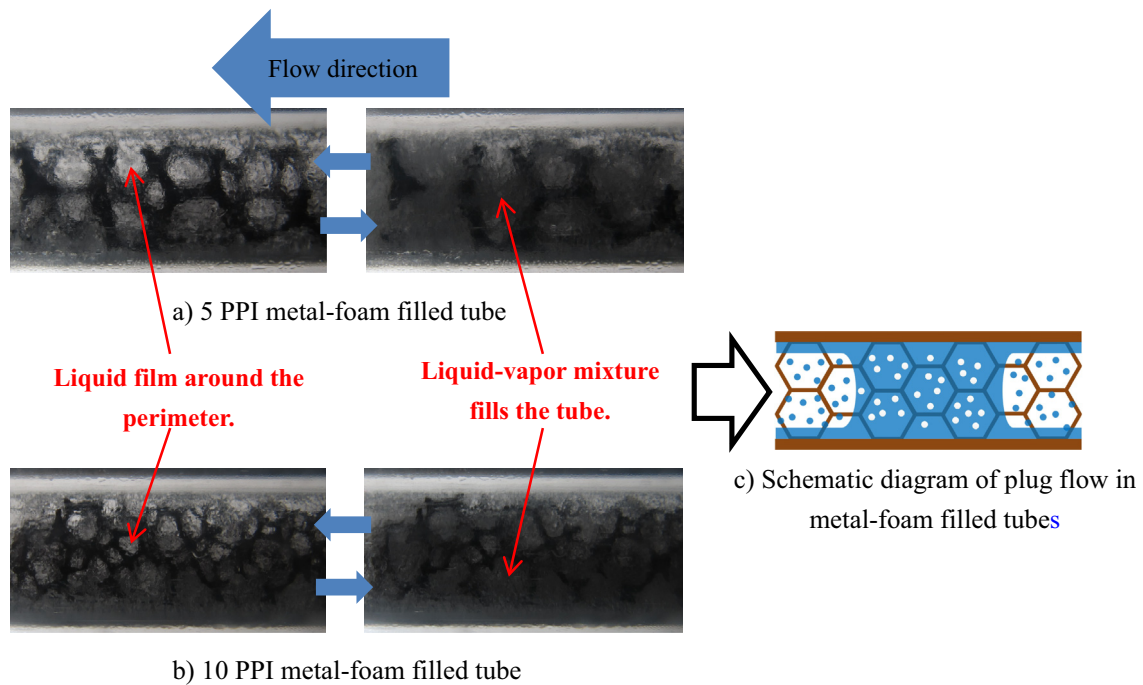 Flow direction
a) 5 PPI metal-foam filled tube
Liquid film around the
perimeter.
Liquid-vapor mixture
fills the tube.
c) Schematic diagram of plug flow in
metal-foam filled tubes
b) 10 PPI metal-foam filled tube